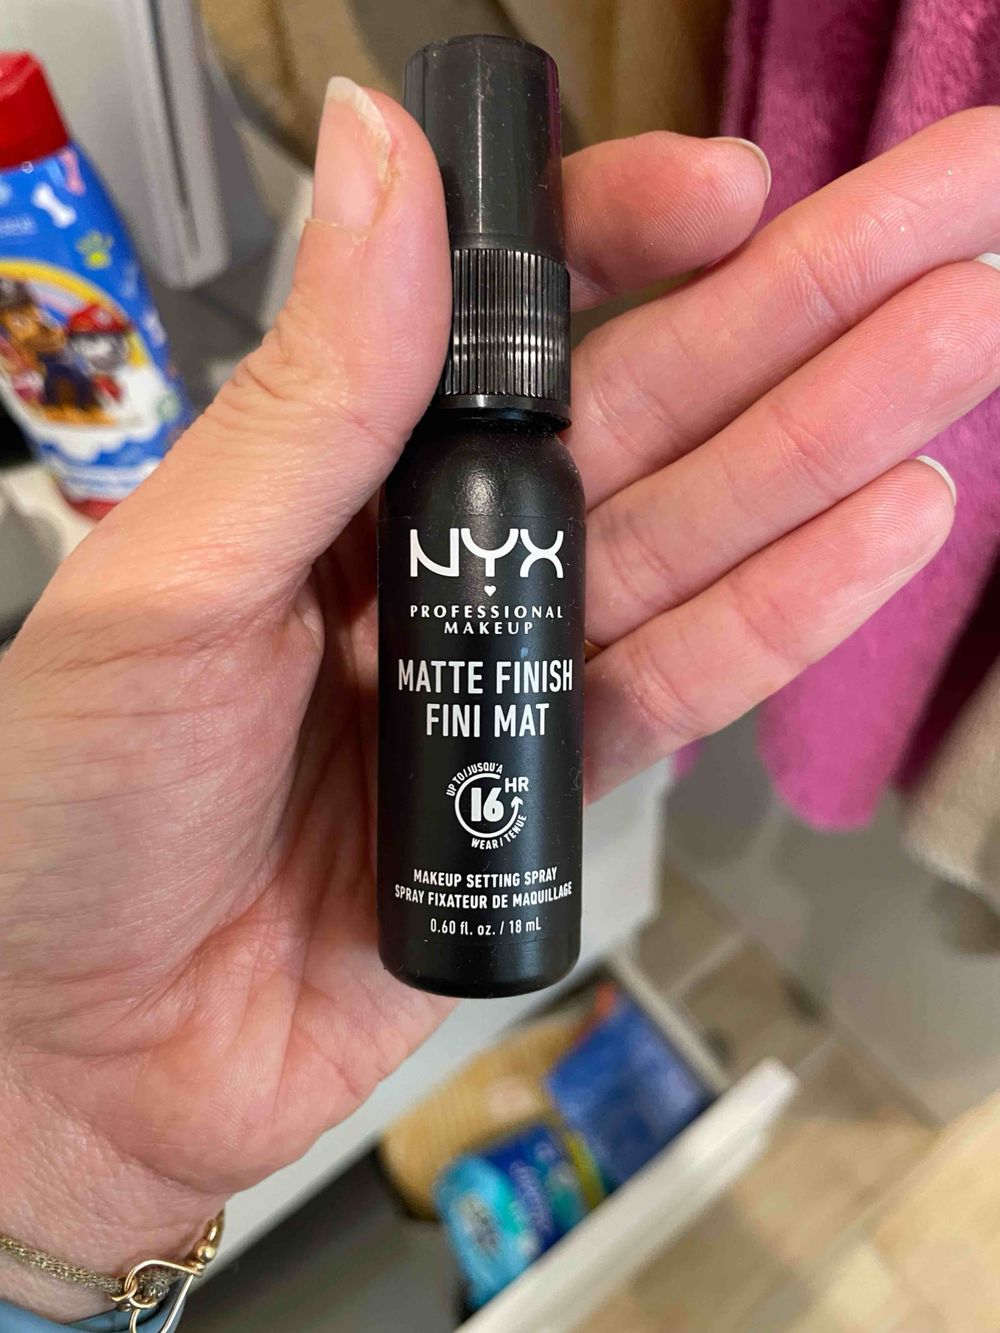 NYX
PROFESSIONAL
MAKEUP
MATTE FINISH
FINI MAT
UP TO/JUSQU'À
16 HR
WEAR/TENUE
MAKEUP SETTING SPRAY
SPRAY FIXATEUR DE MAQUILLAGE
0.60 fl. oz. / 18 mL